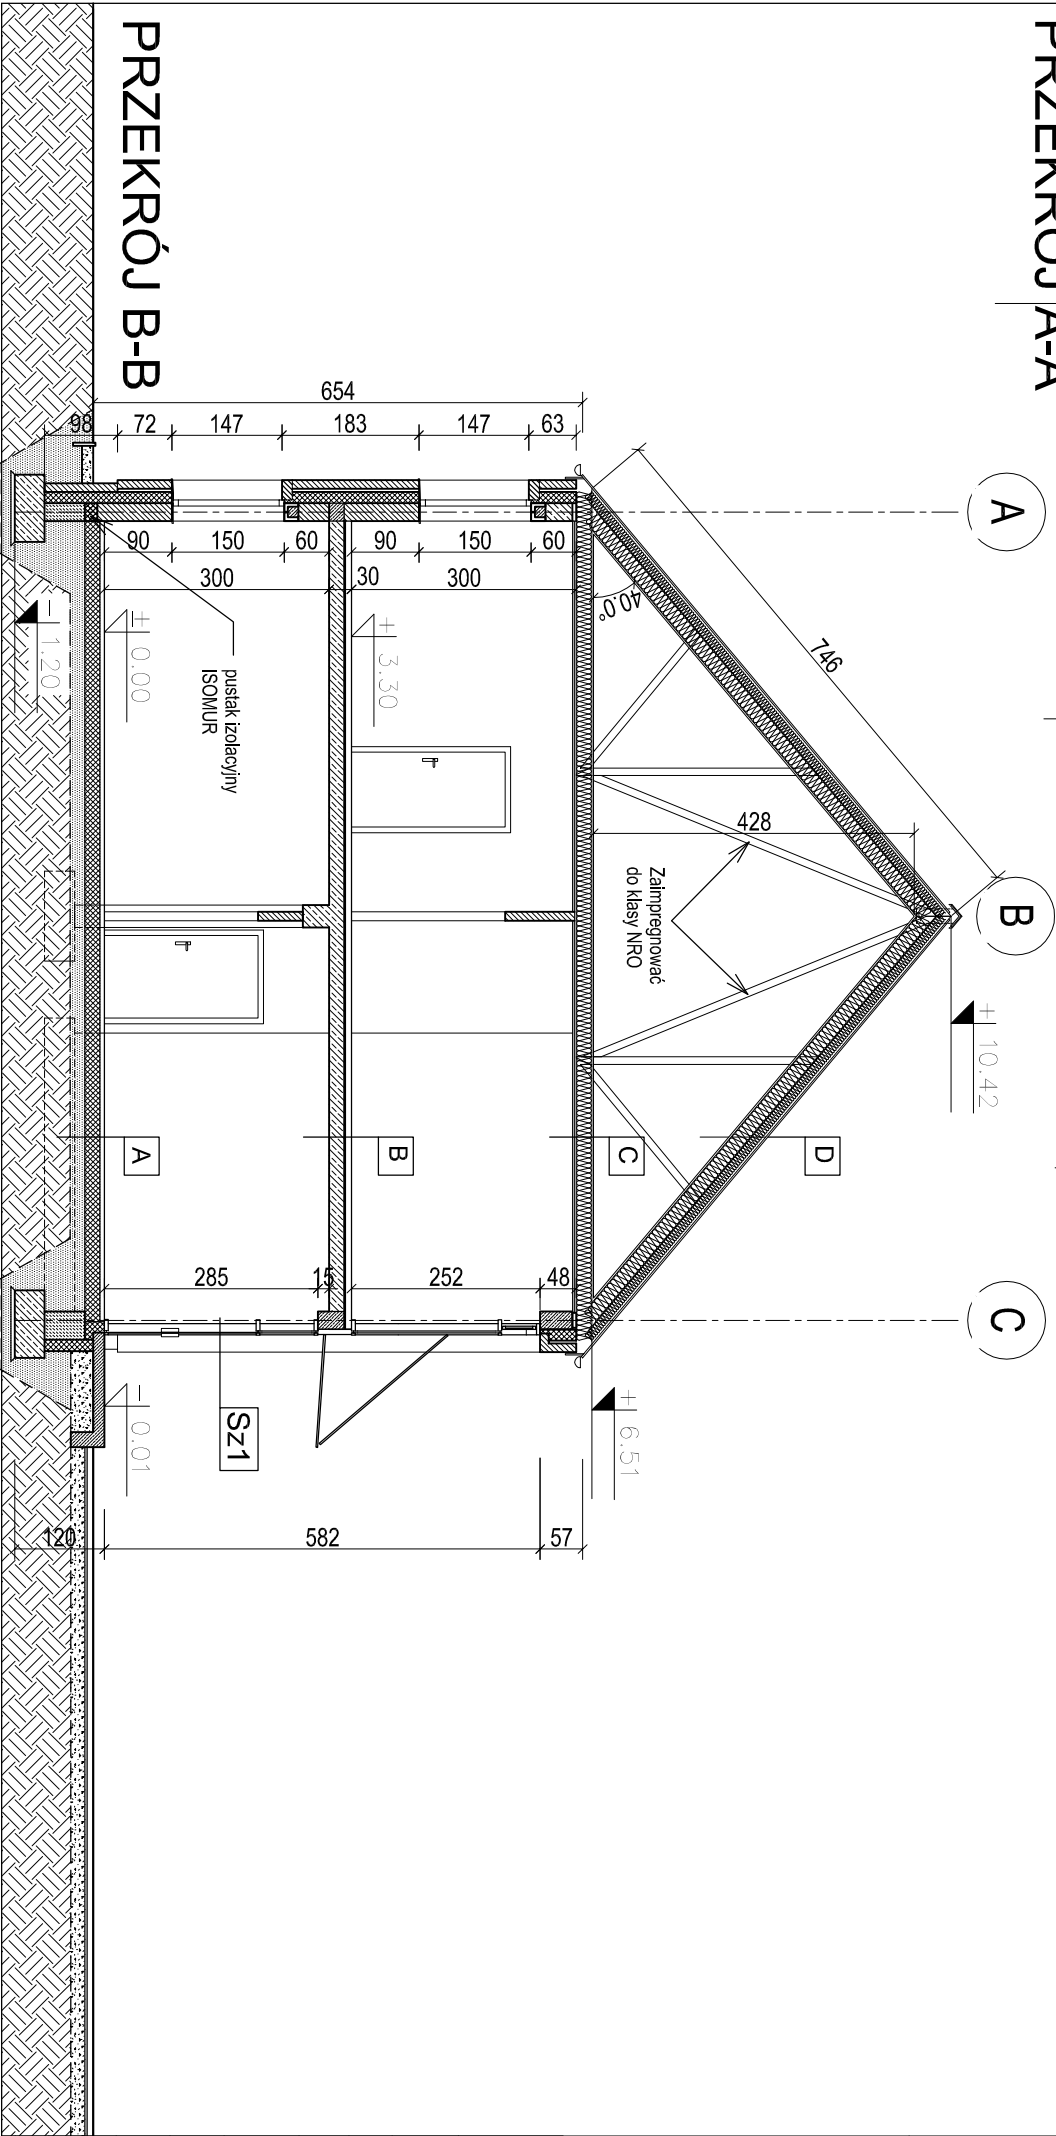 PRZEKRÓJ A-A
PRZEKRÓJ B-B
A
B
C
+ 10.42
746
428
40.0°
Zaimpregnować
do klasy NRO
D
C
B
A
+ 6.51
654
63
147
183
147
72
98
60
150
90
60
150
90
300
30
300
+ 3.30
± 0.00
- 1.20
pustak izolacyjny
ISOMUR
48
252
15
285
Sz1
- 0.01
57
582
120